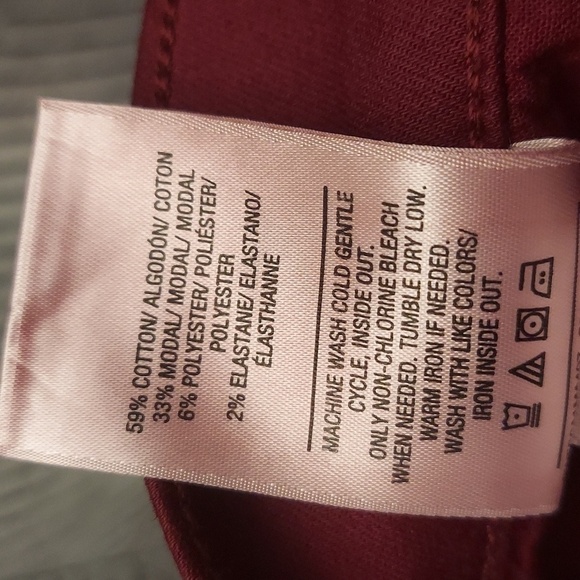 59% COTTON/ ALGODÓN/ COTON
33% MODAL/ MODAL/ MODAL
6% POLYESTER/ POLIÉSTER/
POLYESTER
2% ELASTANE/ ELASTANO/
ÉLASTHANNE
MACHINE WASH COLD GENTLE
CYCLE, INSIDE OUT.
ONLY NON-CHLORINE BLEACH
WHEN NEEDED. TUMBLE DRY LOW.
WARM IRON IF NEEDED.
WASH WITH LIKE COLORS/
IRON INSIDE OUT.